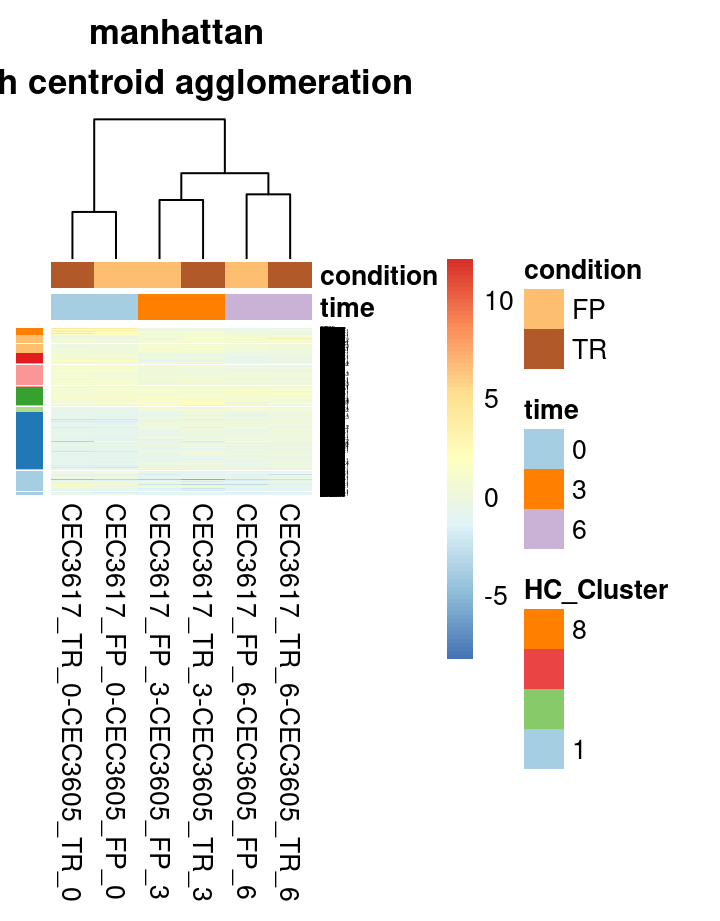 manhattan
h centroid agglomeration
condition
time
10
5
0
-5
condition
FP
TR
time
0
3
6
HC_Cluster
8
1
CEC3617_TR_0-CEC3605_TR_0
CEC3617_FP_0-CEC3605_FP_0
CEC3617_FP_3-CEC3605_FP_3
CEC3617_TR_3-CEC3605_TR_3
CEC3617_FP_6-CEC3605_FP_6
CEC3617_TR_6-CEC3605_TR_6